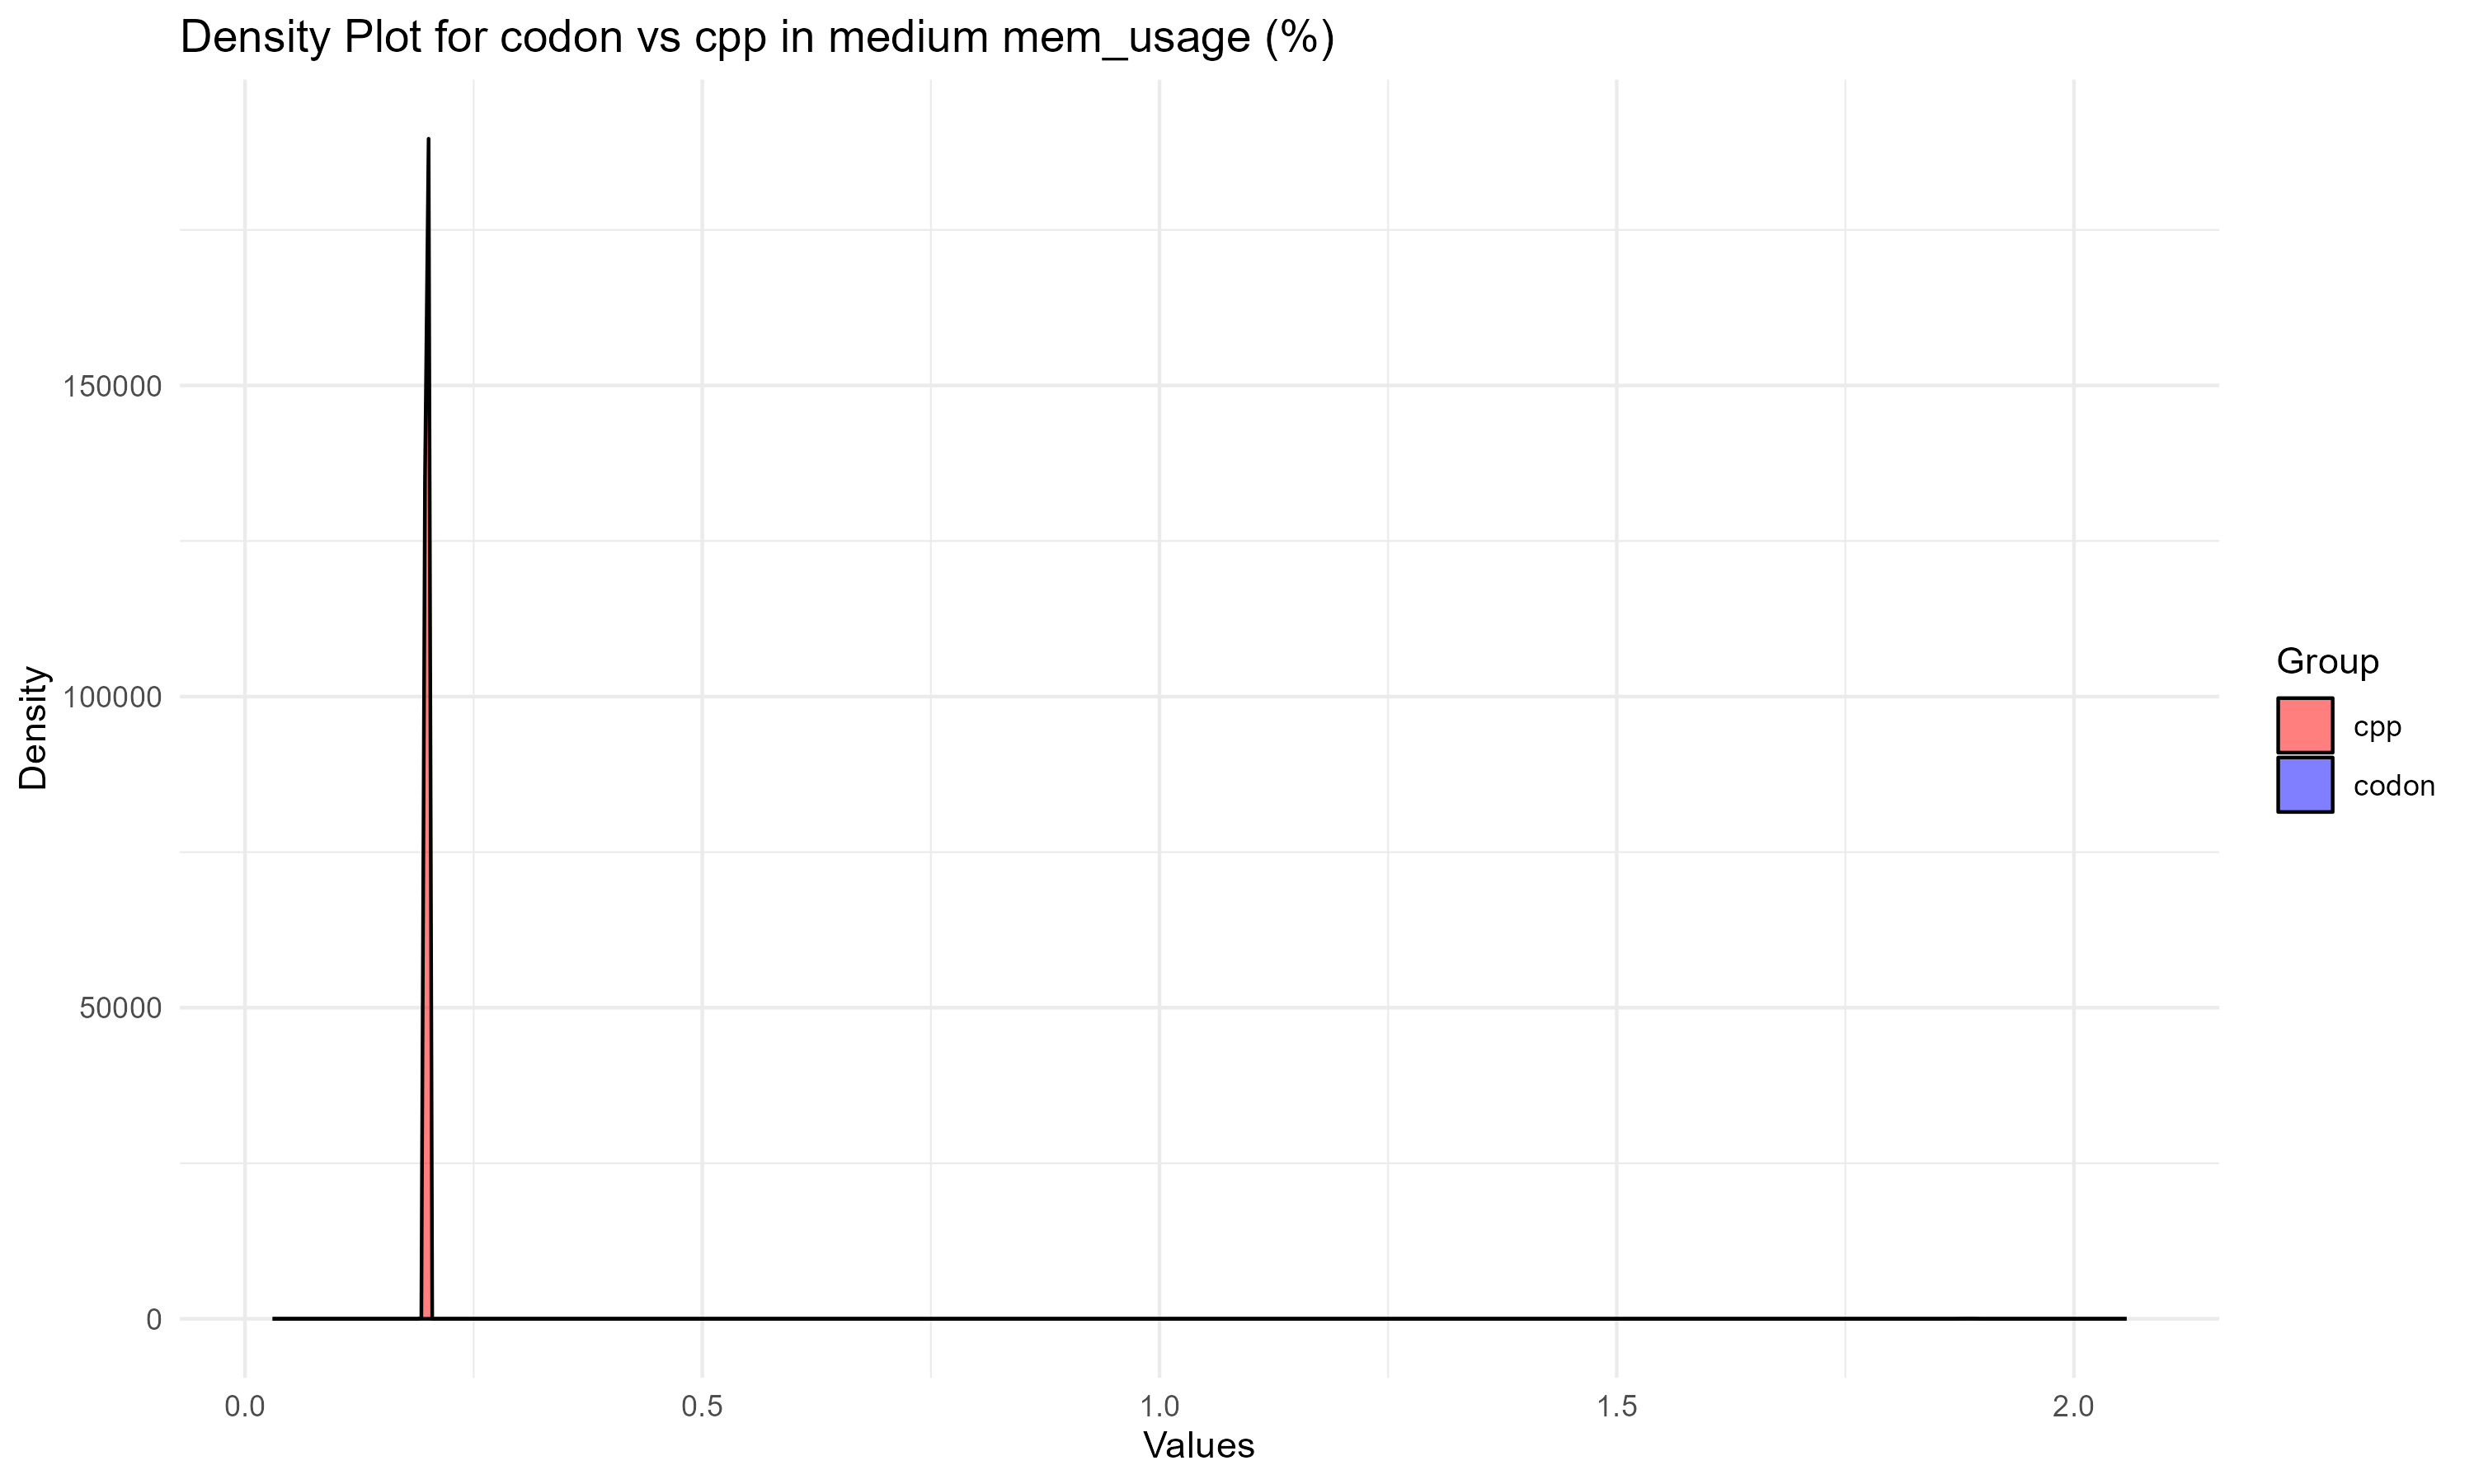 Density Plot for codon vs cpp in medium mem_usage (%)
150000
100000
50000
0
Density
0.0
0.5
1.0
1.5
2.0
Values
Group
cpp
codon